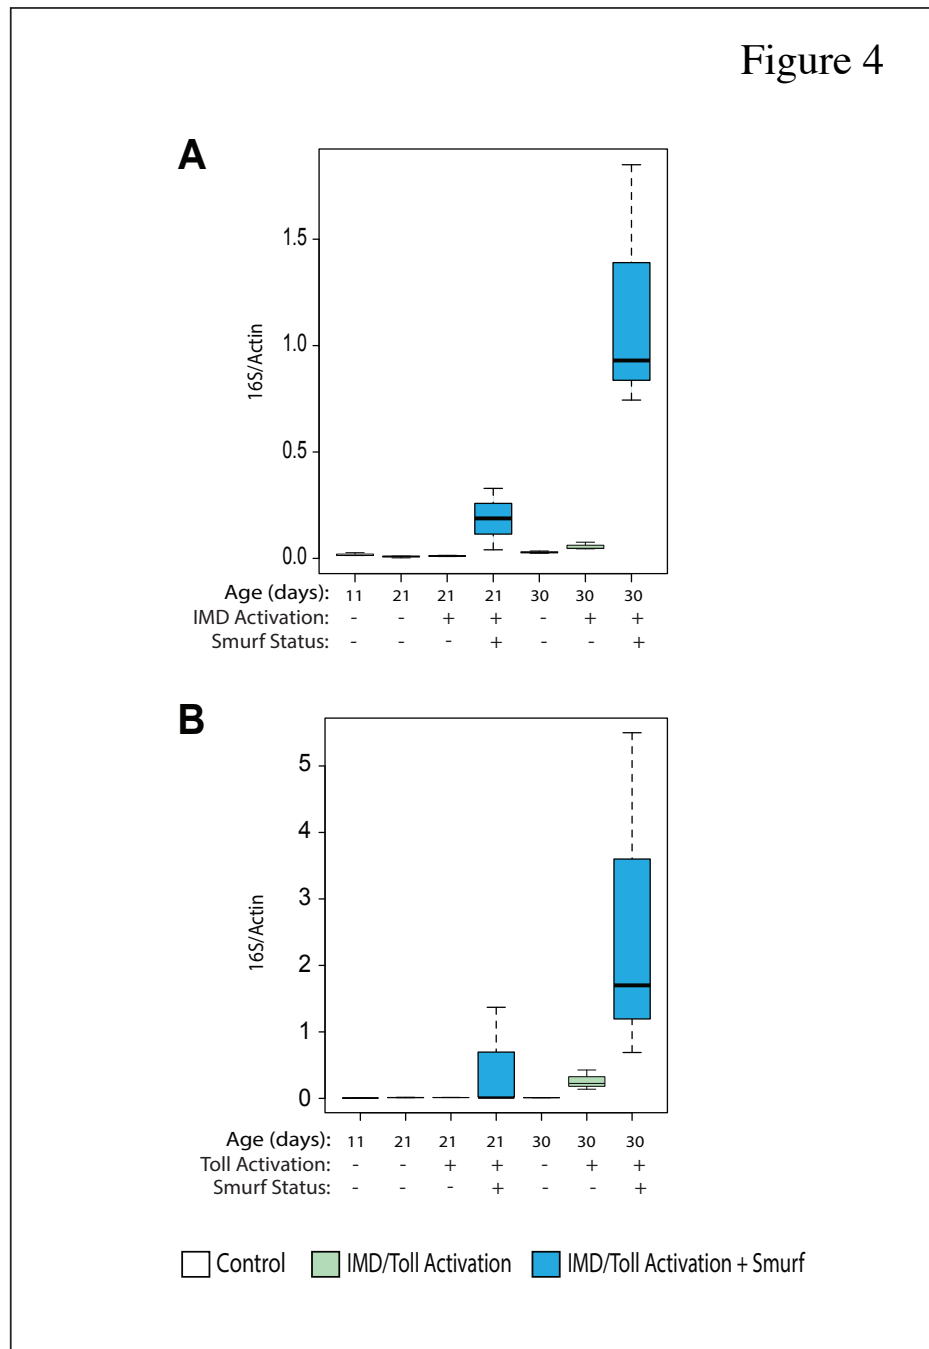 Figure 4
A
16S/Actin
1.5
1.0
0.5
0.0
Age (days): 11 21 21 21 30 30 30
IMD Activation: - - + + - + +
Smurf Status: - - - + - - +
B
16S/Actin
5
4
3
2
1
0
Age (days): 11 21 21 21 30 30 30
Toll Activation: - - + + - + +
Smurf Status: - - - + - - +
Control IMD/Toll Activation IMD/Toll Activation + Smurf